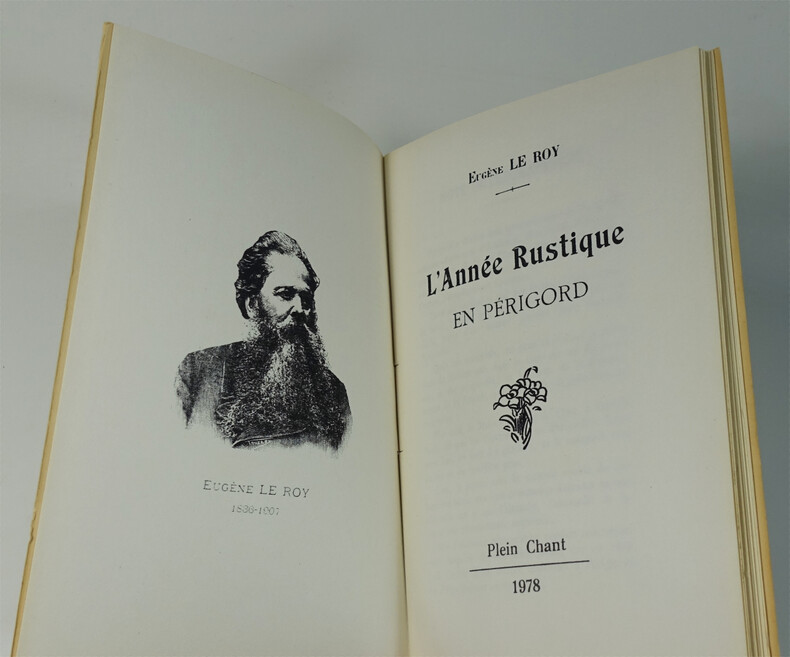 EUGÈNE LE ROY
1836-1907
EUGÈNE LE ROY
L'Année Rustique
EN PÉRIGORD
Plein Chant
1978